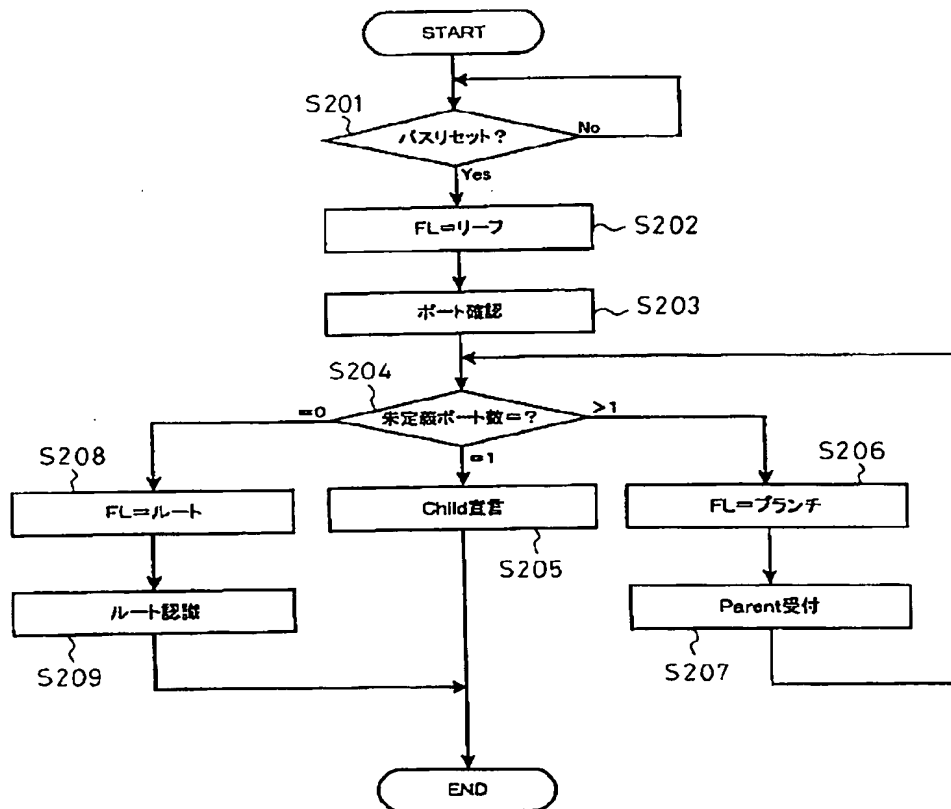 START
S201
バスリセット?
No
Yes
FL=リーフ
S202
ポート確認
S203
S204
未定義ポート数=?
=0
>1
=1
S208
S206
FL=ルート
Child宣言
FL=ブランチ
S205
ルート認識
Parent受付
S209
S207
END